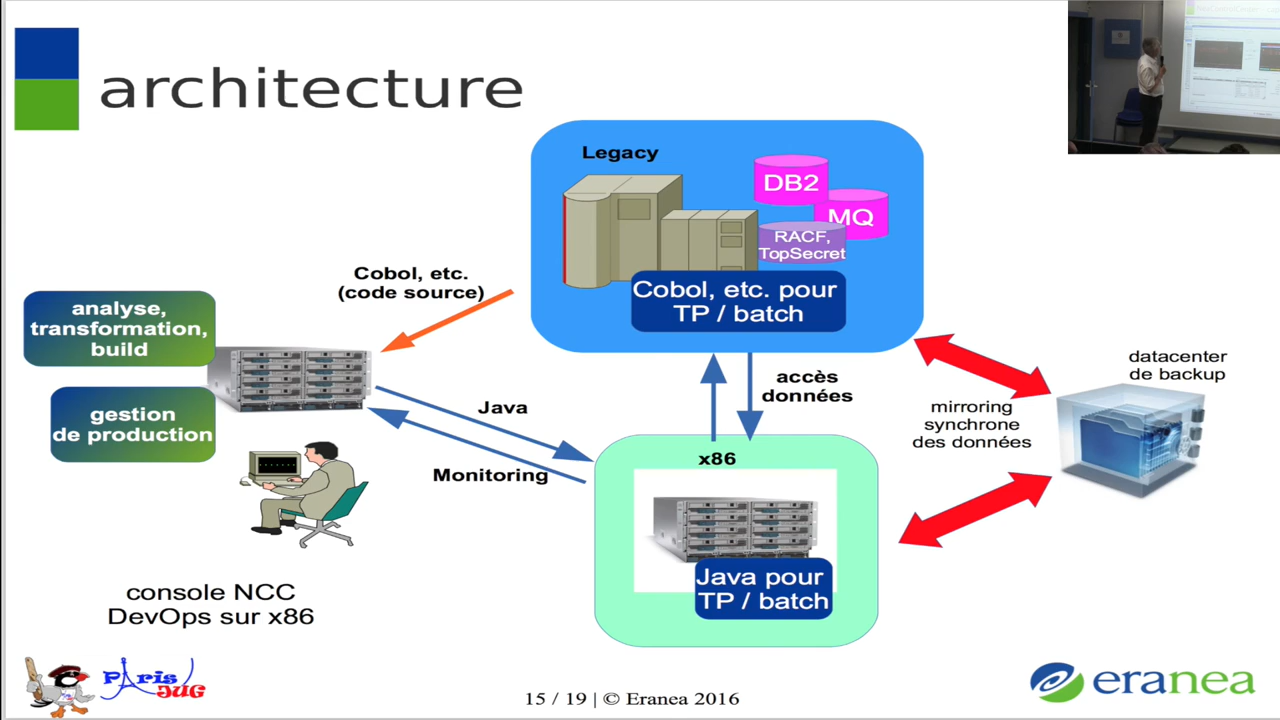 architecture
Legacy
DB2
MQ
RACF,
TopSecret
Cobol, etc. pour
TP / batch
Cobol, etc.
(code source)
analyse,
transformation,
build
gestion
de production
Java
Monitoring
accès
données
x86
Java pour
TP / batch
datacenter
de backup
mirroring
synchrone
des données
console NCC
DevOps sur x86
Paris
JUG
15 / 19 | © Eranea 2016
eranea